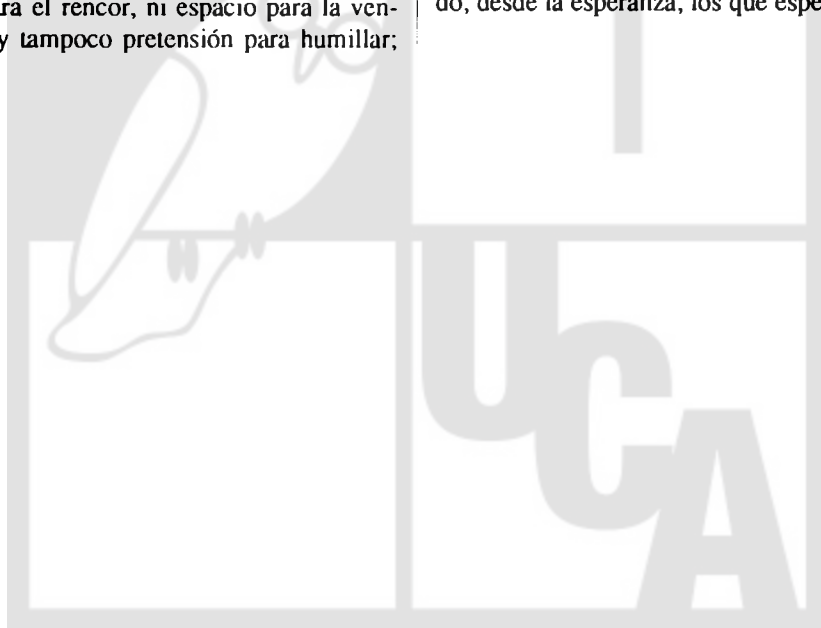 ra el rencor, ni espacio para la ven-
y tampoco pretensión para humillar;
do, desde la esperanza, los que espe
UCA